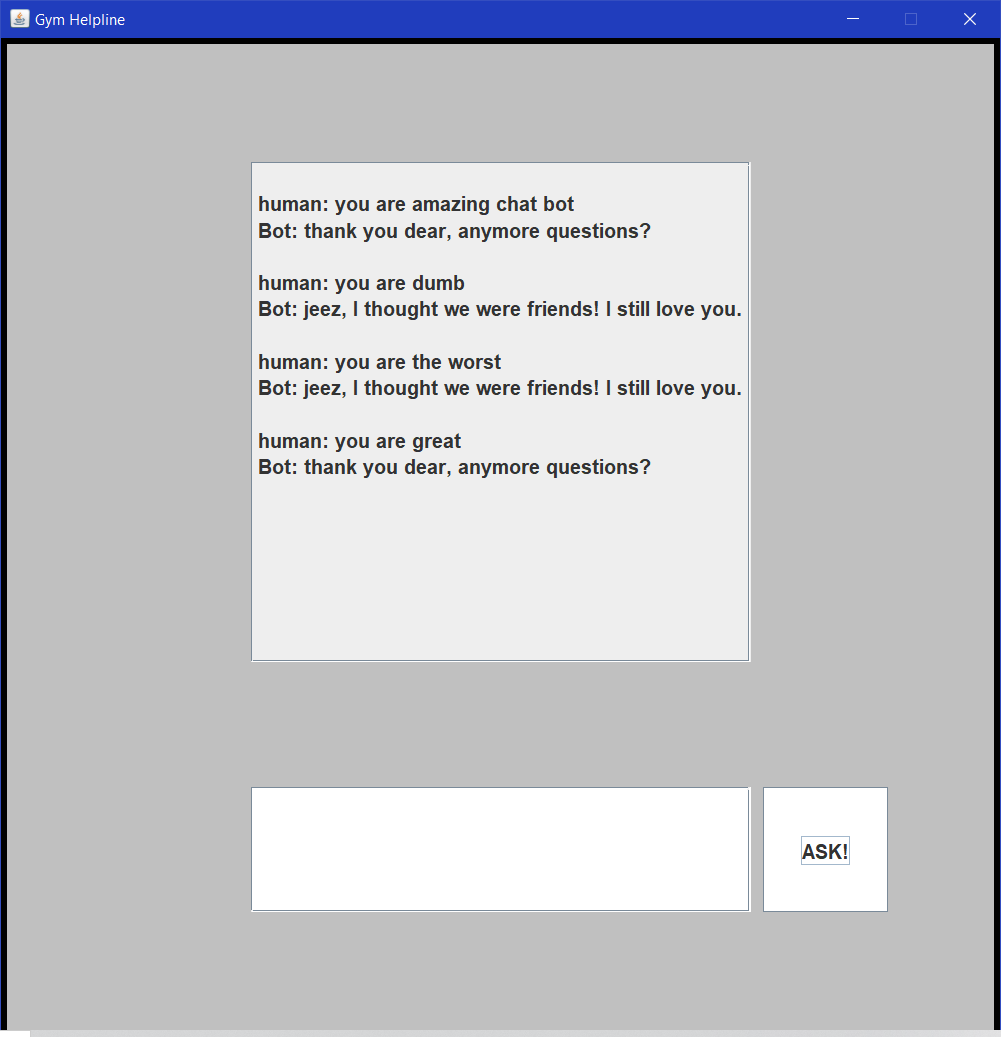 Gym Helpline
human: you are amazing chat bot
Bot: thank you dear, anymore questions?
human: you are dumb
Bot: jeez, I thought we were friends! I still love you.
human: you are the worst
Bot: jeez, I thought we were friends! I still love you.
human: you are great
Bot: thank you dear, anymore questions?
ASK!